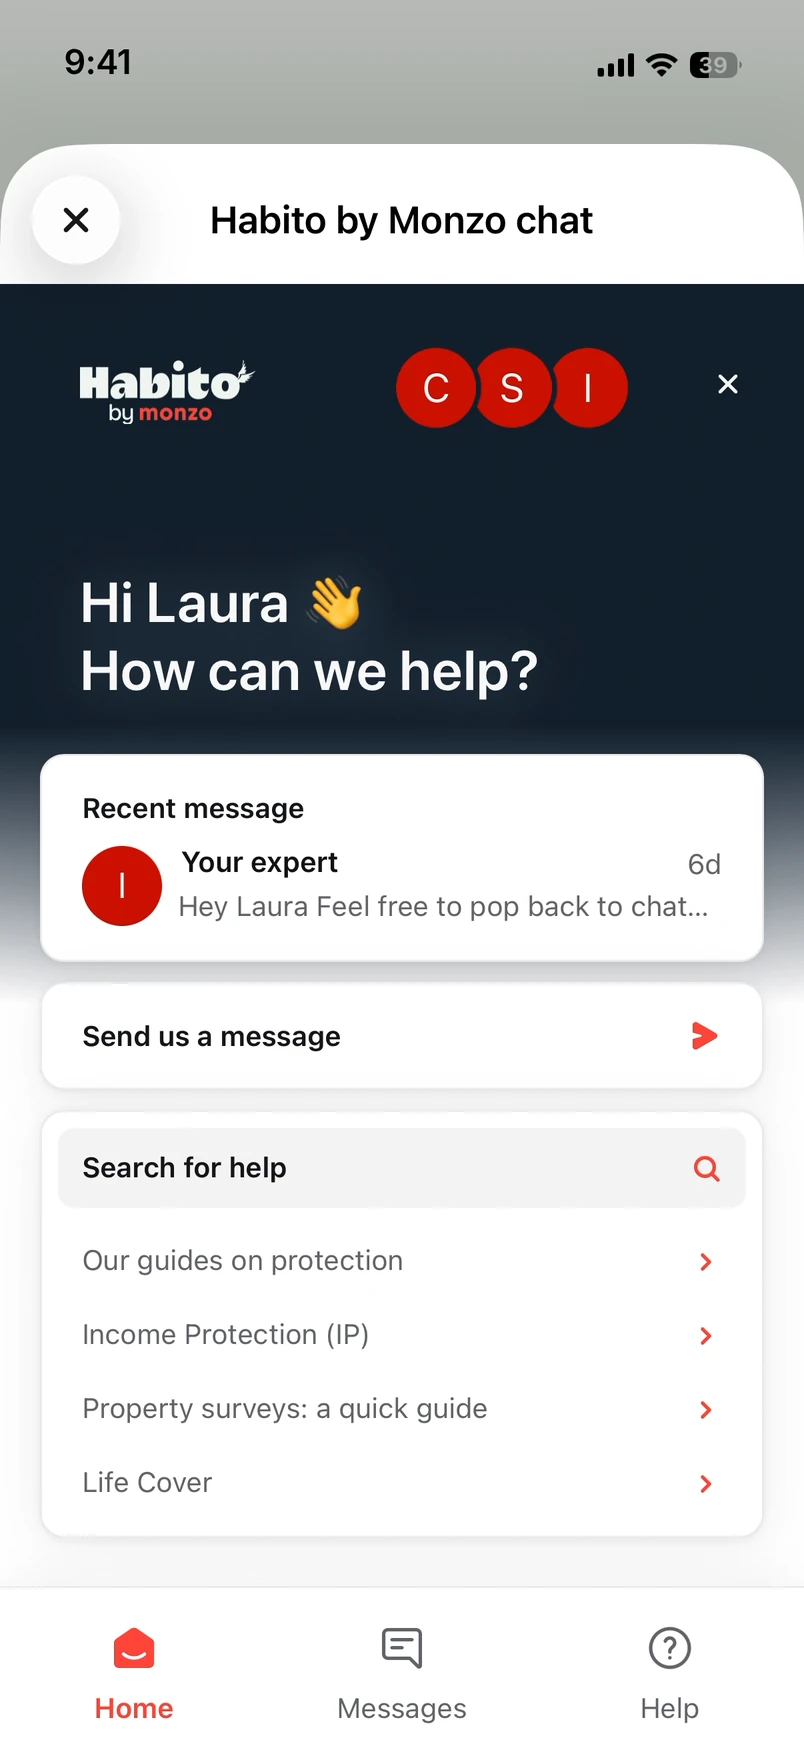 9:41
39
Habito by Monzo chat
Habito
by monzo
C S I
Hi Laura 👋
How can we help?
Recent message
I
Your expert
6d
Hey Laura Feel free to pop back to chat...
Send us a message
Search for help
Our guides on protection
Income Protection (IP)
Property surveys: a quick guide
Life Cover
Home
Messages
Help